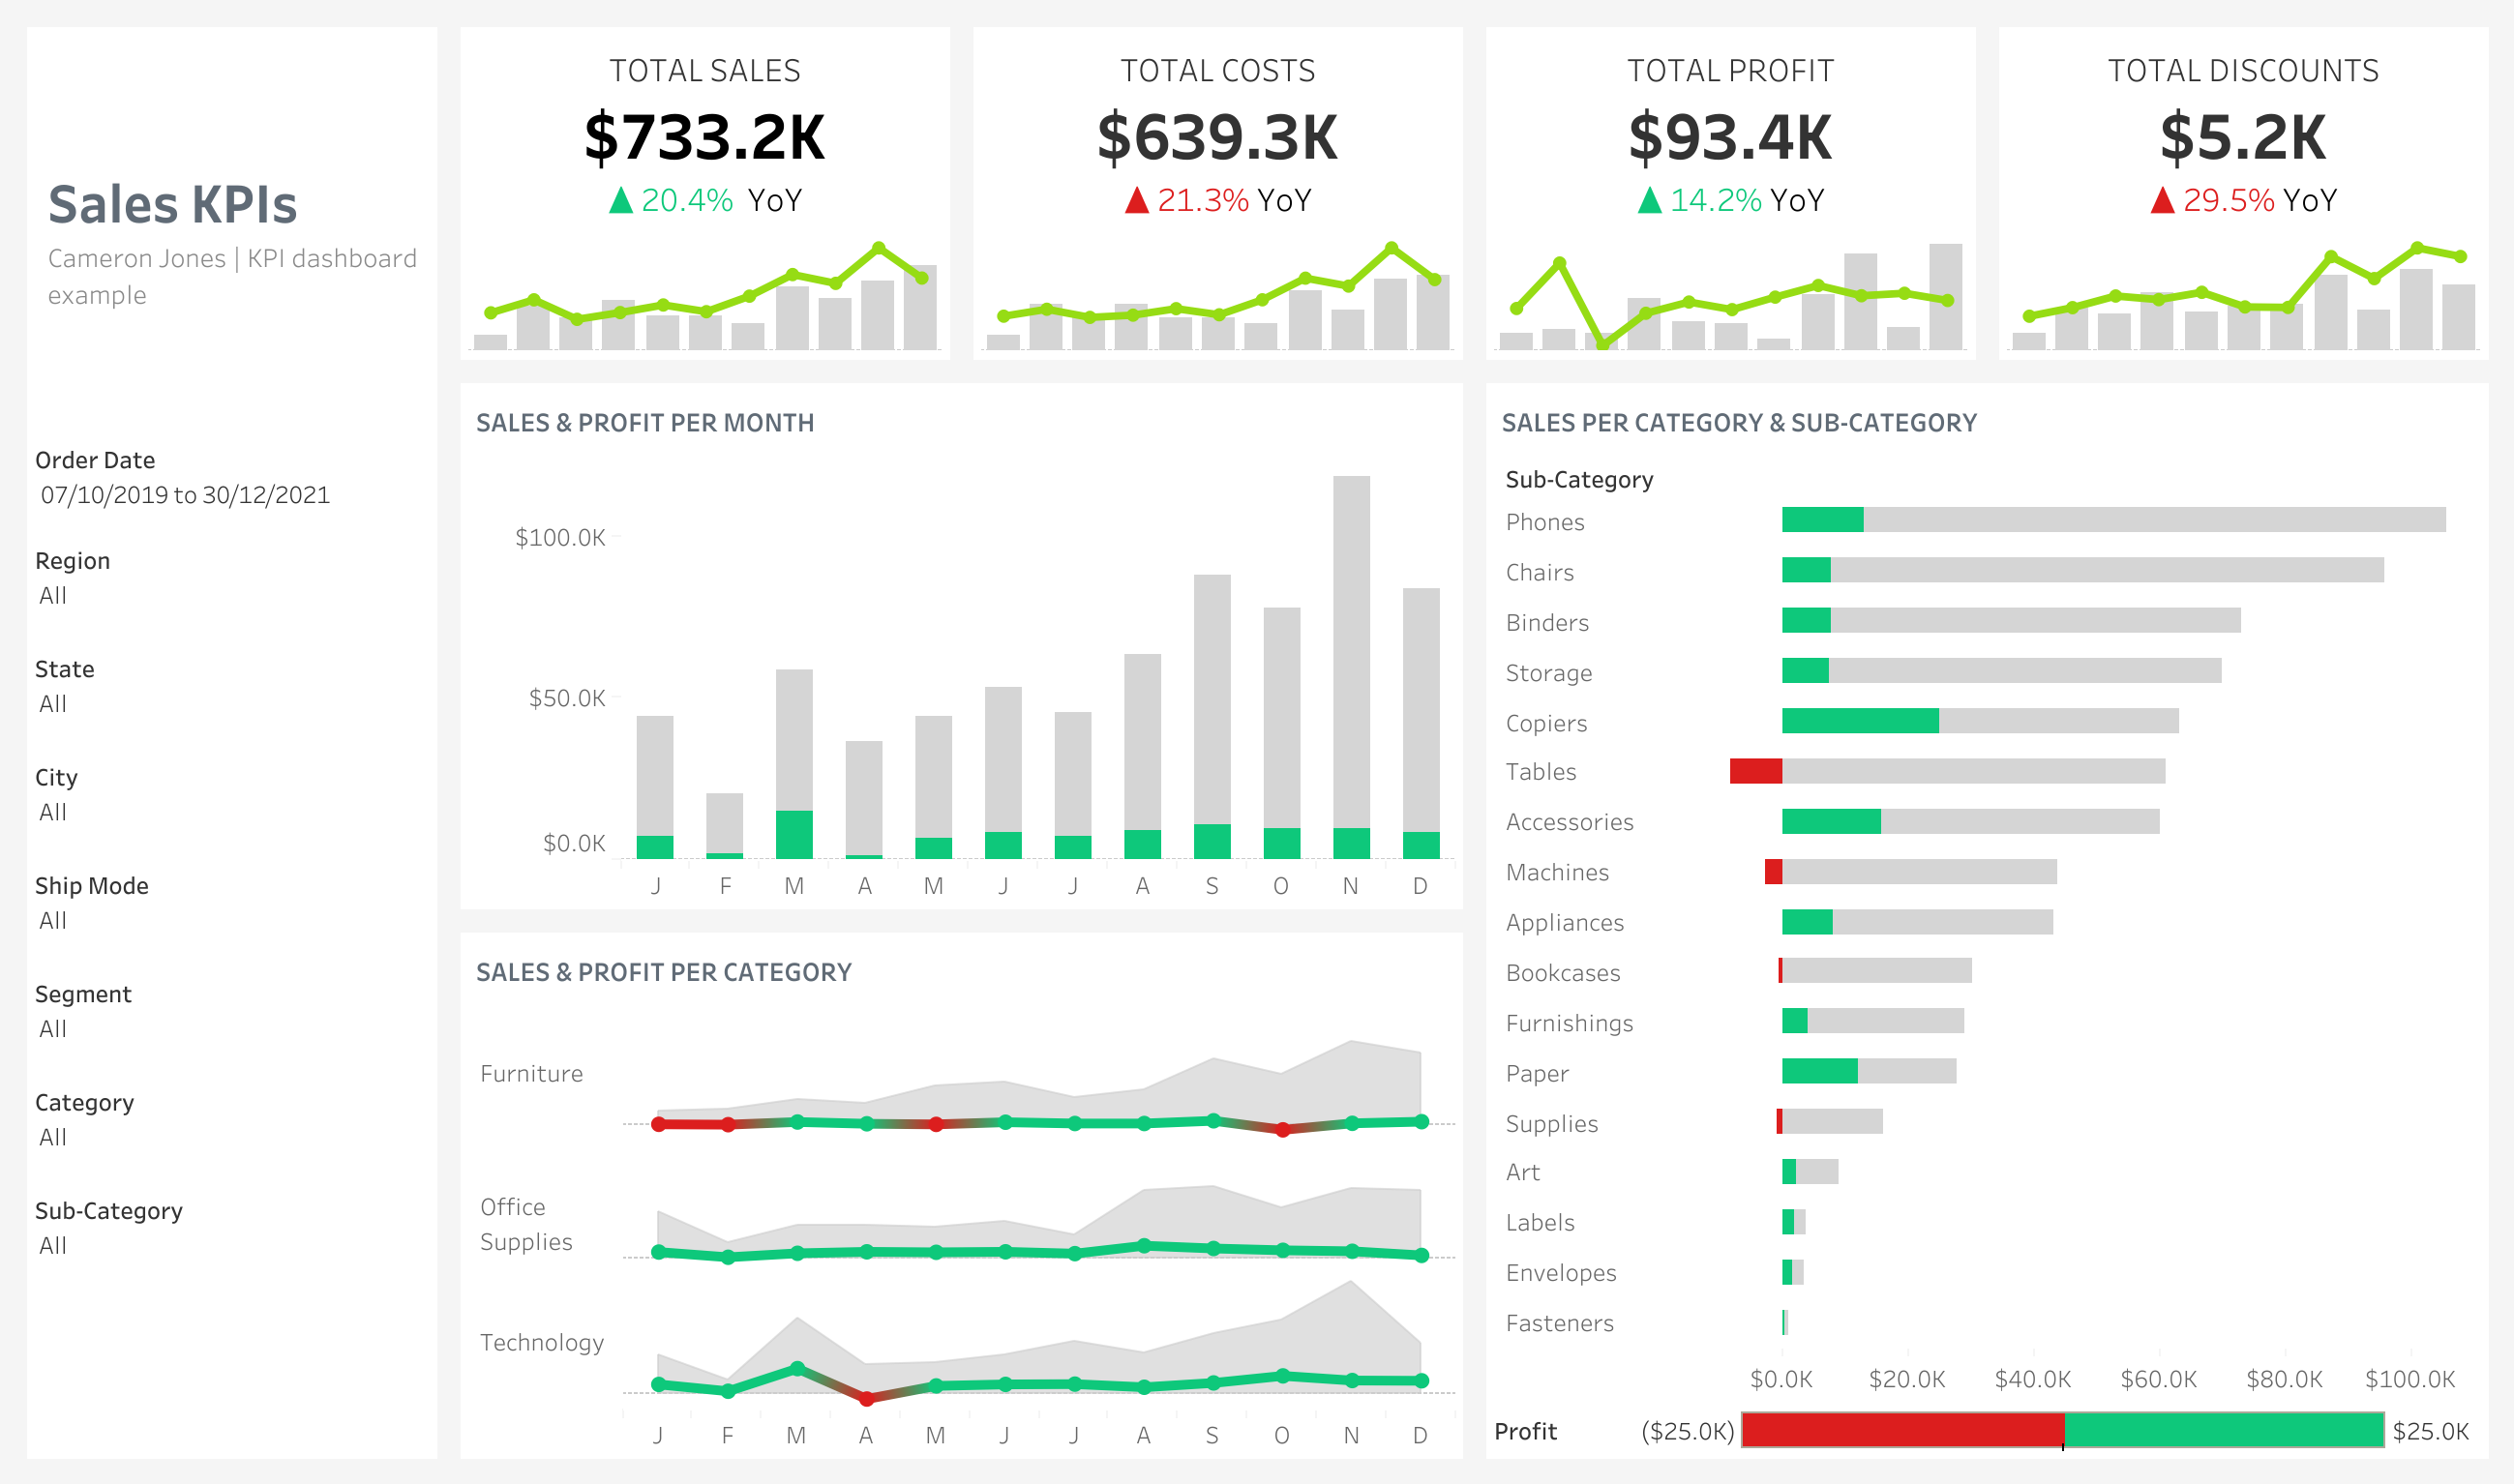 Sales KPIs
Cameron Jones | KPI dashboard
example
Order Date
07/10/2019 to 30/12/2021
Region
All
State
All
City
All
Ship Mode
All
Segment
All
Category
All
Sub-Category
All
TOTAL SALES
$733.2K
▲ 20.4% YoY
TOTAL COSTS
$639.3K
▲ 21.3% YoY
TOTAL PROFIT
$93.4K
▲ 14.2% YoY
TOTAL DISCOUNTS
$5.2K
▲ 29.5% YoY
SALES & PROFIT PER MONTH
$100.0K
$50.0K
$0.0K
J F M A M J J A S O N D
SALES & PROFIT PER CATEGORY
Furniture
Office
Supplies
Technology
J F M A M J J A S O N D
SALES PER CATEGORY & SUB-CATEGORY
Sub-Category
Phones
Chairs
Binders
Storage
Copiers
Tables
Accessories
Machines
Appliances
Bookcases
Furnishings
Paper
Supplies
Art
Labels
Envelopes
Fasteners
$0.0K $20.0K $40.0K $60.0K $80.0K $100.0K
Profit ($25.0K) $25.0K